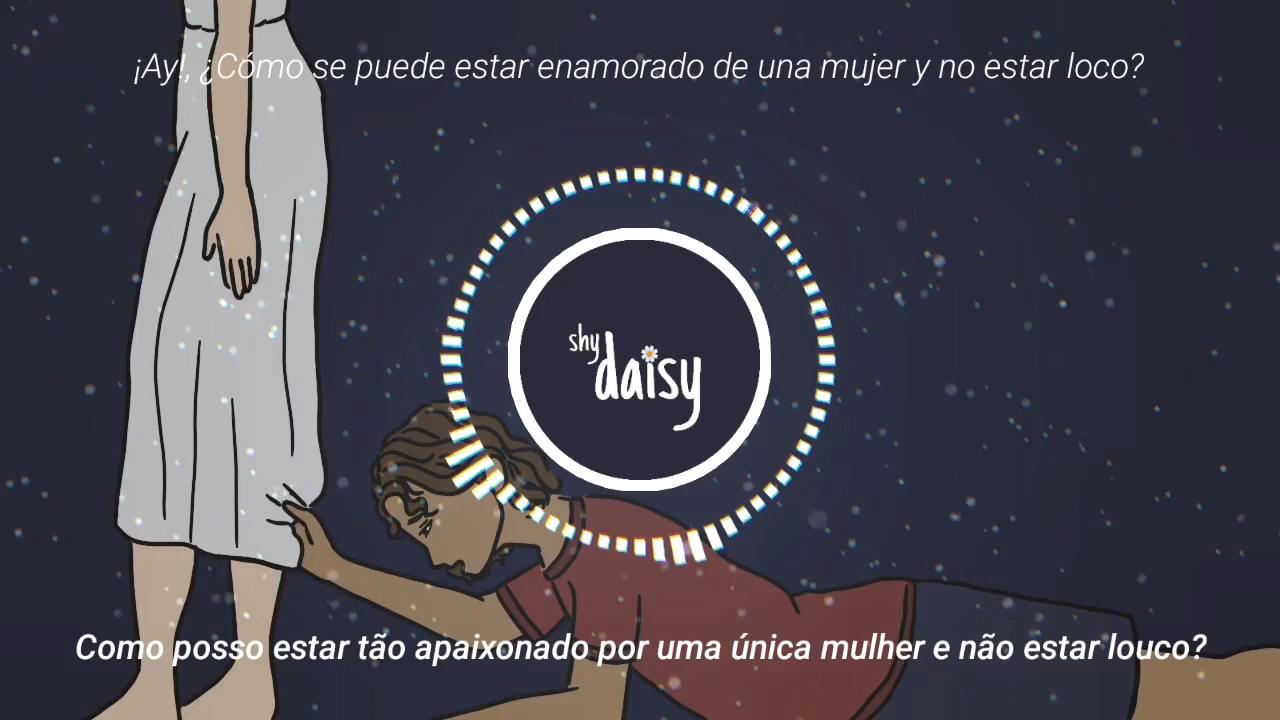 ¡Ay!, ¿Cómo se puede estar enamorado de una mujer y no estar loco?
shy
daisy
Como posso estar tão apaixonado por uma única mulher e não estar louco?